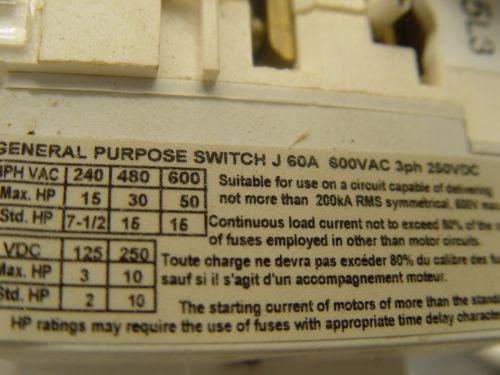 5L3
GENERAL PURPOSE SWITCH J 60A 600VAC 3ph 250VDC
3PH VAC 240 480 600
Max. HP 15 30 50
Std. HP 7-1/2 15 15
Suitable for use on a circuit capable of delivering
not more than 200kA RMS symmetrical, 600V
Continuous load current not to exceed 80% of the
of fuses employed in other than motor circuits.
VDC 125 250
Max. HP 3 10
Std. HP 2 10
Toute charge ne devra pas excéder 80% du calibre des
sauf si il s'agit d'un accompagnement moteur.
The starting current of motors of more than the
HP ratings may require the use of fuses with appropriate time delay